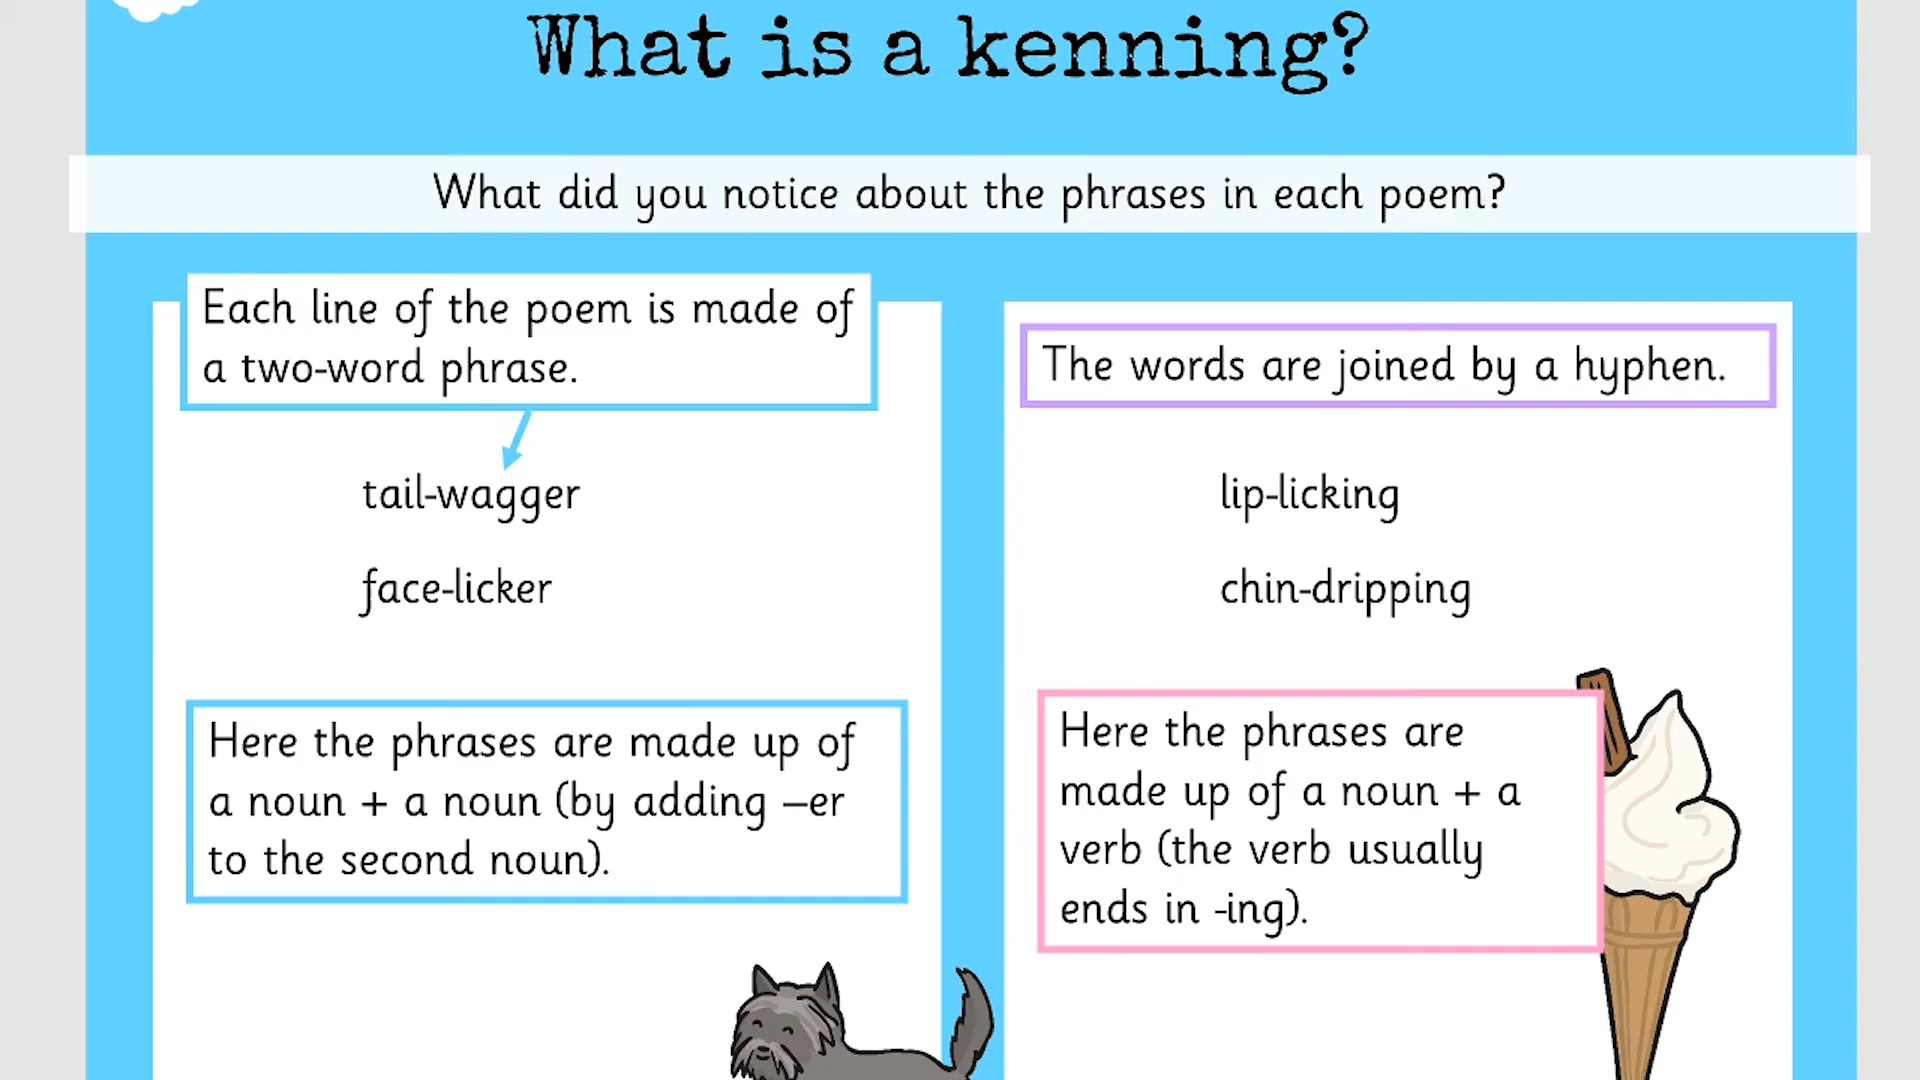 What is a kenning?
What did you notice about the phrases in each poem?
Each line of the poem is made of
a two-word phrase.
tail-wagger
face-licker
Here the phrases are made up of
a noun + a noun (by adding –er
to the second noun).
The words are joined by a hyphen.
lip-licking
chin-dripping
Here the phrases are
made up of a noun + a
verb (the verb usually
ends in -ing).